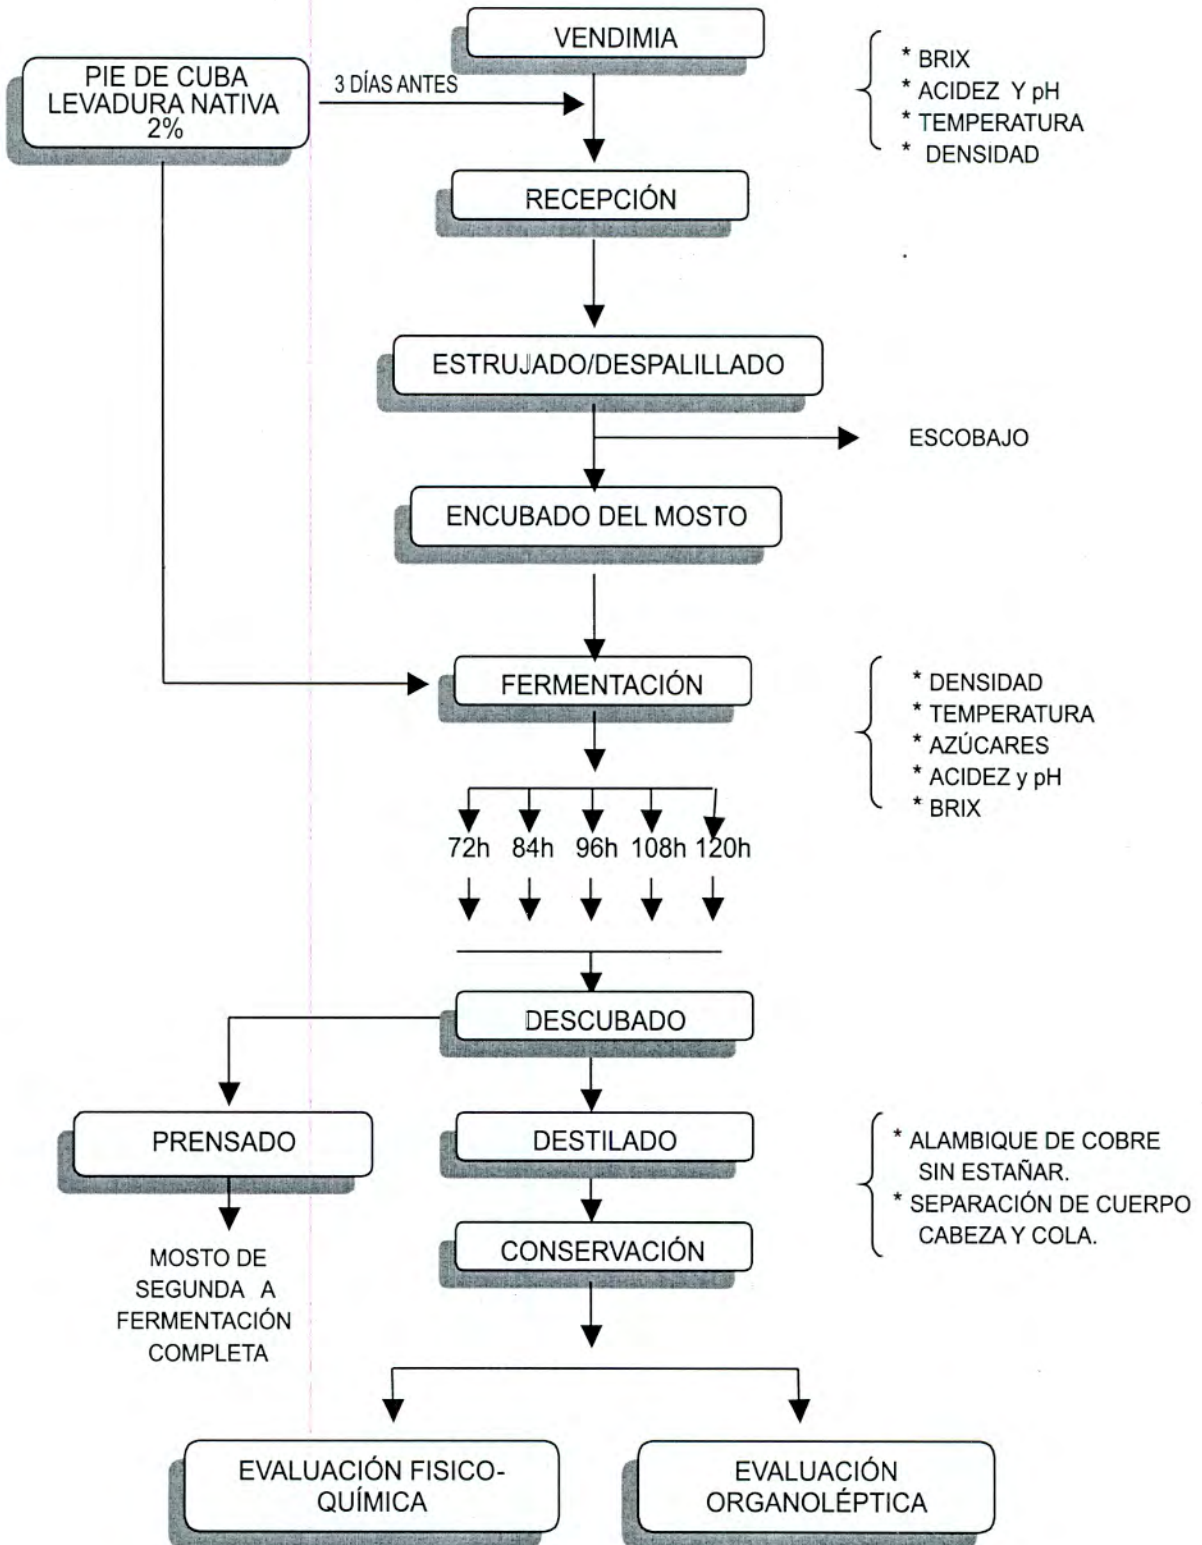 VENDIMIA
* BRIX
* ACIDEZ Y pH
* TEMPERATURA
* DENSIDAD
PIE DE CUBA
LEVADURA NATIVA
2%
3 DÍAS ANTES
RECEPCIÓN
ESTRUJADO/DESPALILLADO
ESCOBAJO
ENCUBADO DEL MOSTO
FERMENTACIÓN
* DENSIDAD
* TEMPERATURA
* AZÚCARES
* ACIDEZ y pH
* BRIX
72h 84h 96h 108h 120h
DESCUBADO
PRENSADO
DESTILADO
* ALAMBIQUE DE COBRE
SIN ESTAÑAR.
* SEPARACIÓN DE CUERPO
CABEZA Y COLA.
CONSERVACIÓN
MOSTO DE
SEGUNDA A
FERMENTACIÓN
COMPLETA
EVALUACIÓN FISICO-
QUÍMICA
EVALUACIÓN
ORGANOLÉPTICA